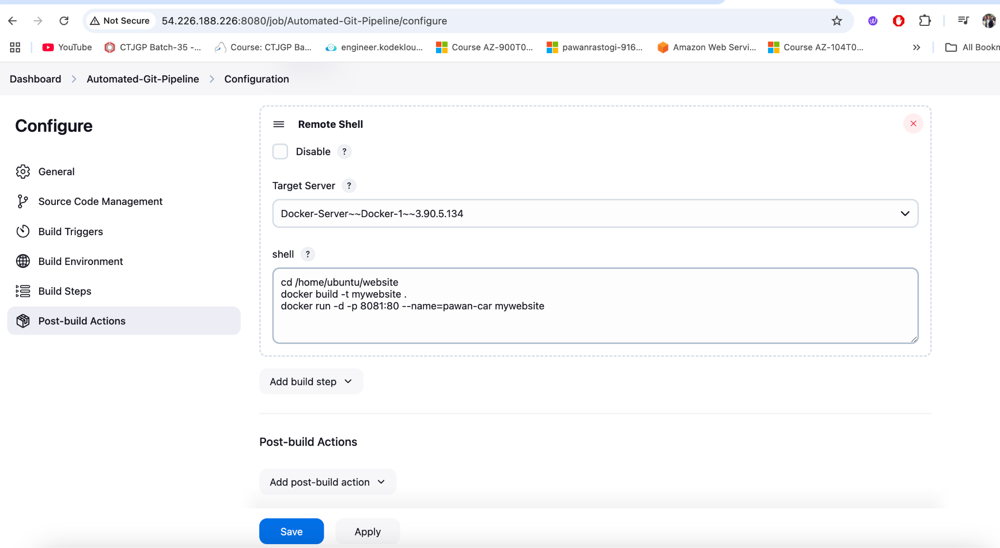 Not Secure 54.226.188.226:8080/job/Automated-Git-Pipeline/configure
YouTube CTJGP Batch-35 -... Course: CTJGP Ba... engineer.kodeklou... Course AZ-900T0... pawanrastogi-916... Amazon Web Servi... Course AZ-104T0... » All Bookm
Dashboard > Automated-Git-Pipeline > Configuration
Configure
General
Source Code Management
Build Triggers
Build Environment
Build Steps
Post-build Actions
Remote Shell
Disable ?
Target Server ?
Docker-Server~~Docker-1~~3.90.5.134
shell ?
cd /home/ubuntu/website
docker build -t mywebsite .
docker run -d -p 8081:80 --name=pawan-car mywebsite
Add build step
Post-build Actions
Add post-build action
Save Apply